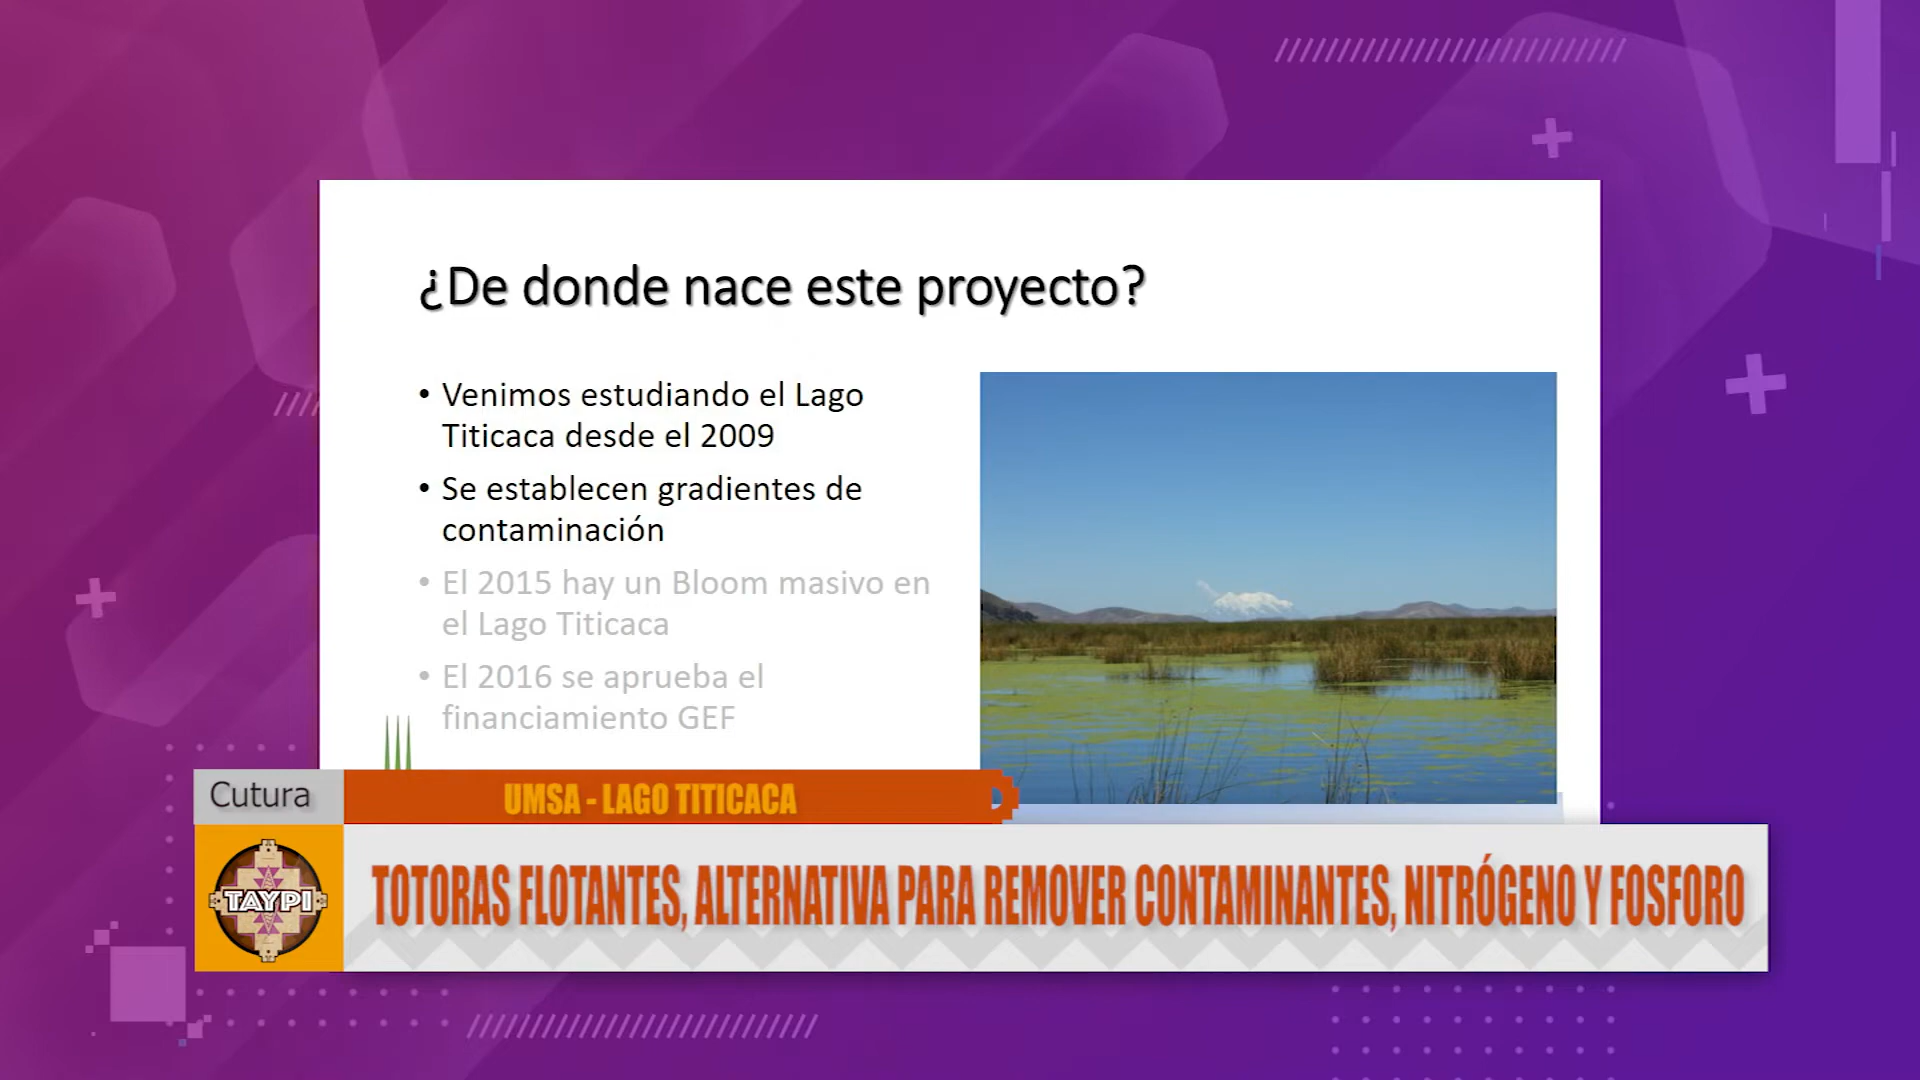 ¿De donde nace este proyecto?
• Venimos estudiando el Lago
Titicaca desde el 2009
• Se establecen gradientes de
contaminación
• El 2015 hay un Bloom masivo en
el Lago Titicaca
• El 2016 se aprueba el
financiamiento GEF
Cutura
UMSA - LAGO TITICACA
TAYPI
TOTORAS FLOTANTES, ALTERNATIVA PARA REMOVER CONTAMINANTES, NITRÓGENO Y FOSFORO